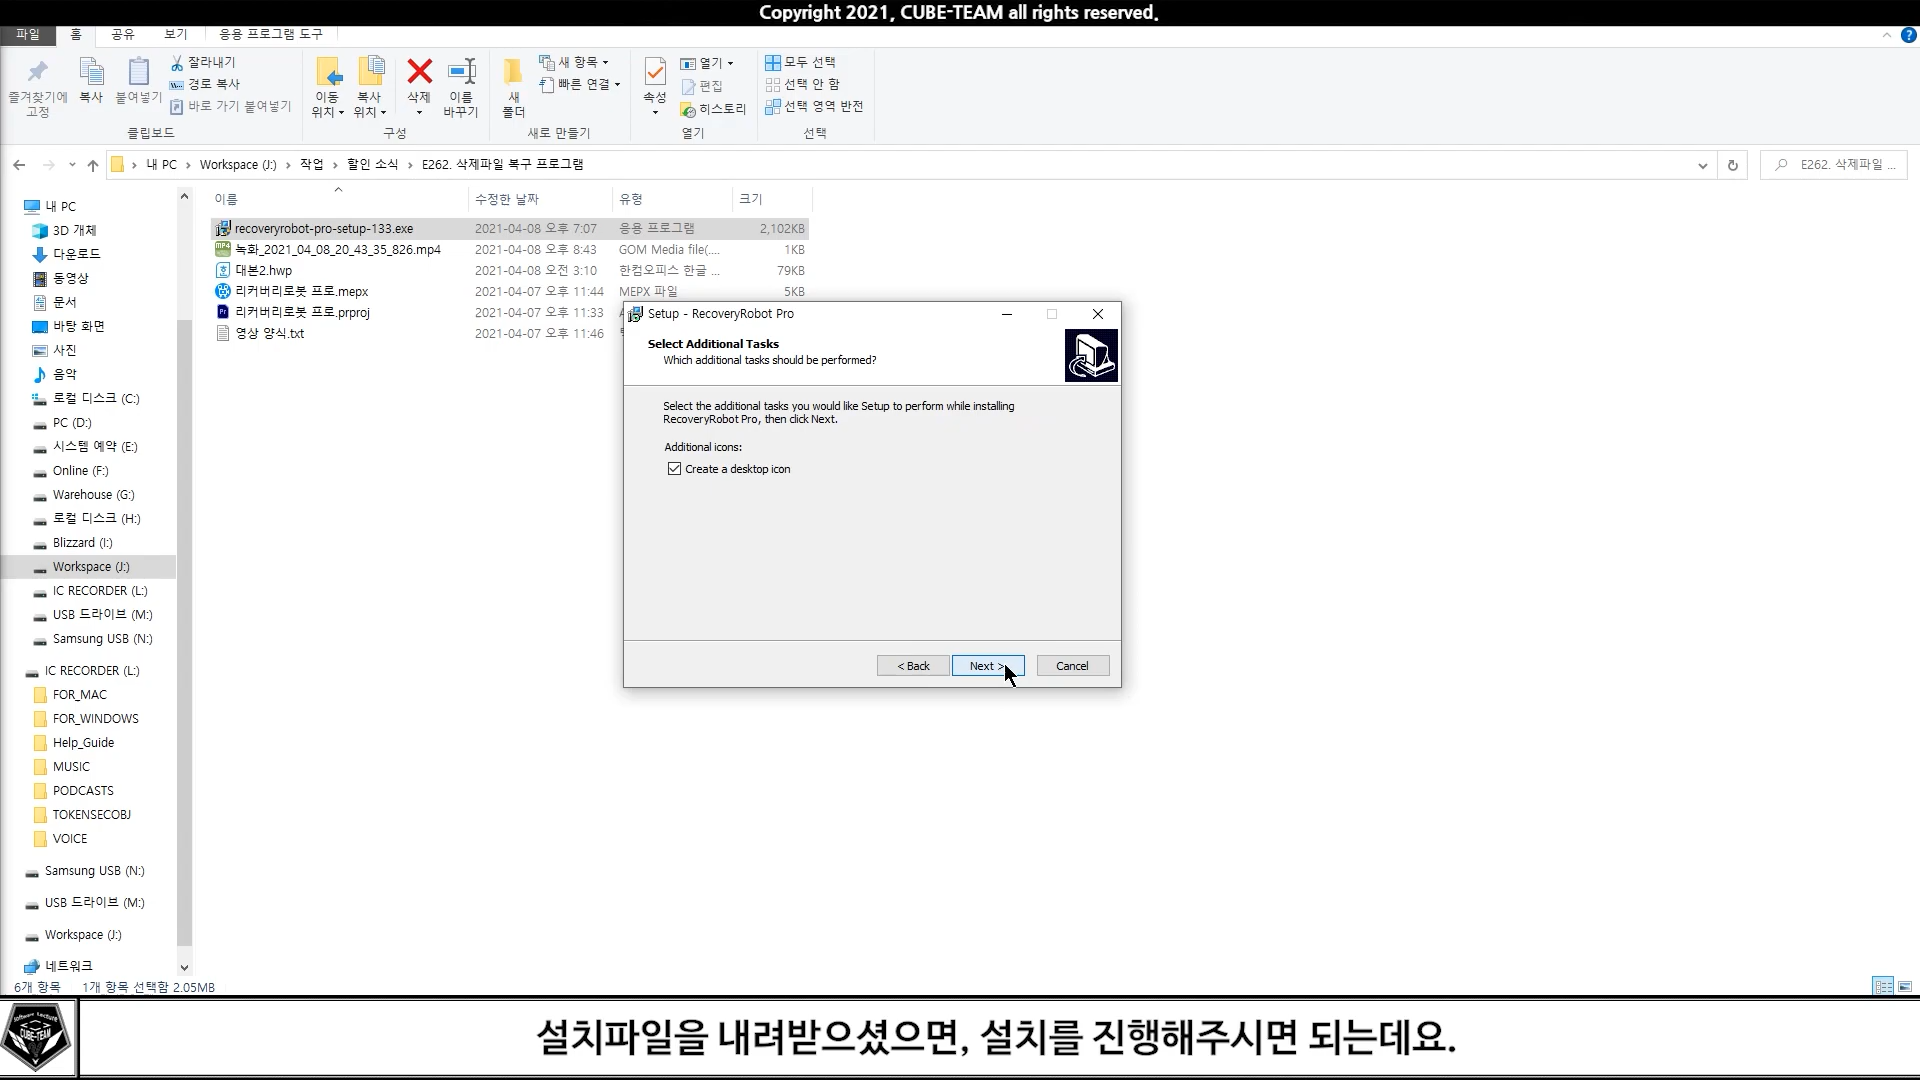 Copyright 2021, CUBE-TEAM all rights reserved.
파일 홈 공유 보기 응용 프로그램 도구
즐겨찾기에 고정
복사
붙여넣기
잘라내기
경로 복사
바로 가기 붙여넣기
클립보드
이동 위치
복사 위치
삭제
이름 바꾸기
구성
새 폴더
새 항목
빠른 연결
새로 만들기
속성
열기
편집
히스토리
열기
모두 선택
선택 안 함
선택 영역 반전
선택
내 PC > Workspace (J:) > 작업 > 할인 소식 > E262. 삭제파일 복구 프로그램
E262. 삭제파일 ...
이름 수정한 날짜 유형 크기
recoveryrobot-pro-setup-133.exe 2021-04-08 오후 7:07 응용 프로그램 2,102KB
녹화_2021_04_08_20_43_35_826.mp4 2021-04-08 오후 8:43 GOM Media file(.... 1KB
대본2.hwp 2021-04-08 오전 3:10 한컴오피스 한글 ... 79KB
리커버리로봇 프로.mepx 2021-04-07 오후 11:44 MEPX 파일 5KB
리커버리로봇 프로.prproj 2021-04-07 오후 11:33
영상 양식.txt 2021-04-07 오후 11:46
내 PC
3D 개체
다운로드
동영상
문서
바탕 화면
사진
음악
로컬 디스크 (C:)
PC (D:)
시스템 예약 (E:)
Online (F:)
Warehouse (G:)
로컬 디스크 (H:)
Blizzard (I:)
Workspace (J:)
IC RECORDER (L:)
USB 드라이브 (M:)
Samsung USB (N:)
IC RECORDER (L:)
FOR_MAC
FOR_WINDOWS
Help_Guide
MUSIC
PODCASTS
TOKENSECOBJ
VOICE
Samsung USB (N:)
USB 드라이브 (M:)
Workspace (J:)
네트워크
Setup - RecoveryRobot Pro
Select Additional Tasks
Which additional tasks should be performed?
Select the additional tasks you would like Setup to perform while installing
RecoveryRobot Pro, then click Next.
Additional icons:
Create a desktop icon
< Back Next > Cancel
6개 항목 1개 항목 선택함 2.05MB
Software Lecture
CUBE-TEAM
설치파일을 내려받으셨으면, 설치를 진행해주시면 되는데요.